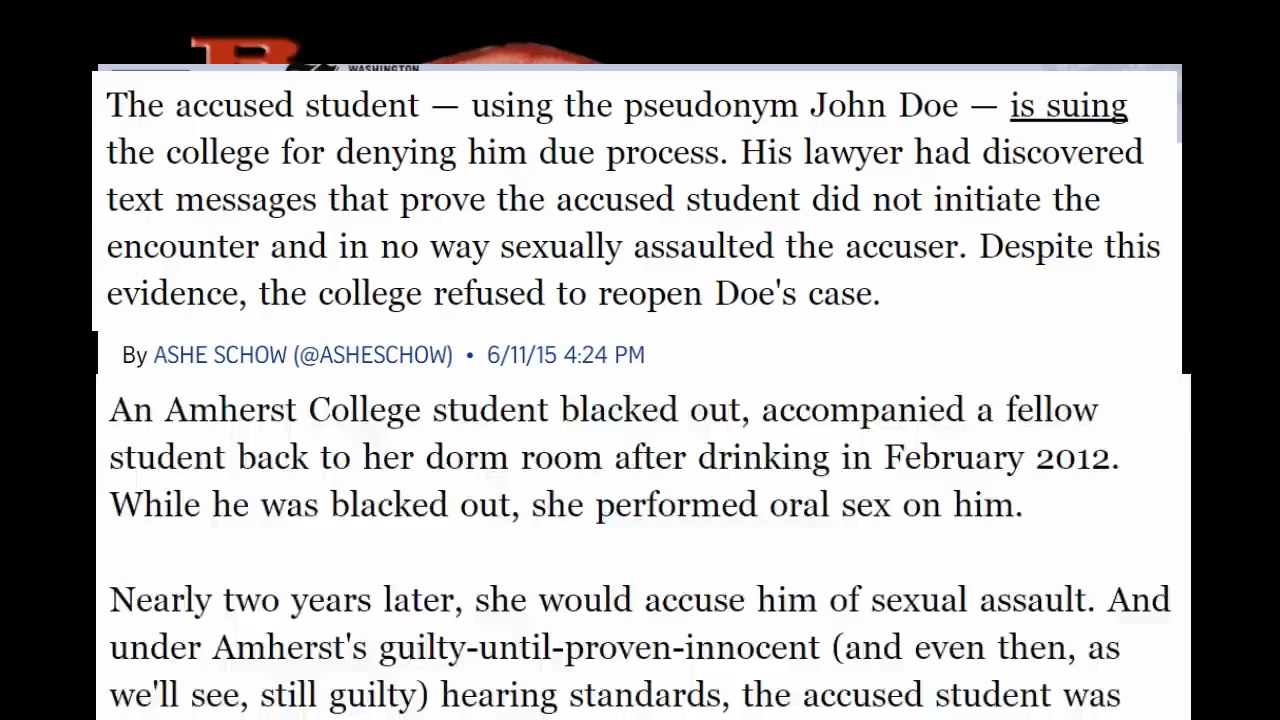 WASHINGTON
The accused student — using the pseudonym John Doe — is suing
the college for denying him due process. His lawyer had discovered
text messages that prove the accused student did not initiate the
encounter and in no way sexually assaulted the accuser. Despite this
evidence, the college refused to reopen Doe's case.
By ASHE SCHOW (@ASHESCHOW) • 6/11/15 4:24 PM
An Amherst College student blacked out, accompanied a fellow
student back to her dorm room after drinking in February 2012.
While he was blacked out, she performed oral sex on him.
Nearly two years later, she would accuse him of sexual assault. And
under Amherst's guilty-until-proven-innocent (and even then, as
we'll see, still guilty) hearing standards, the accused student was